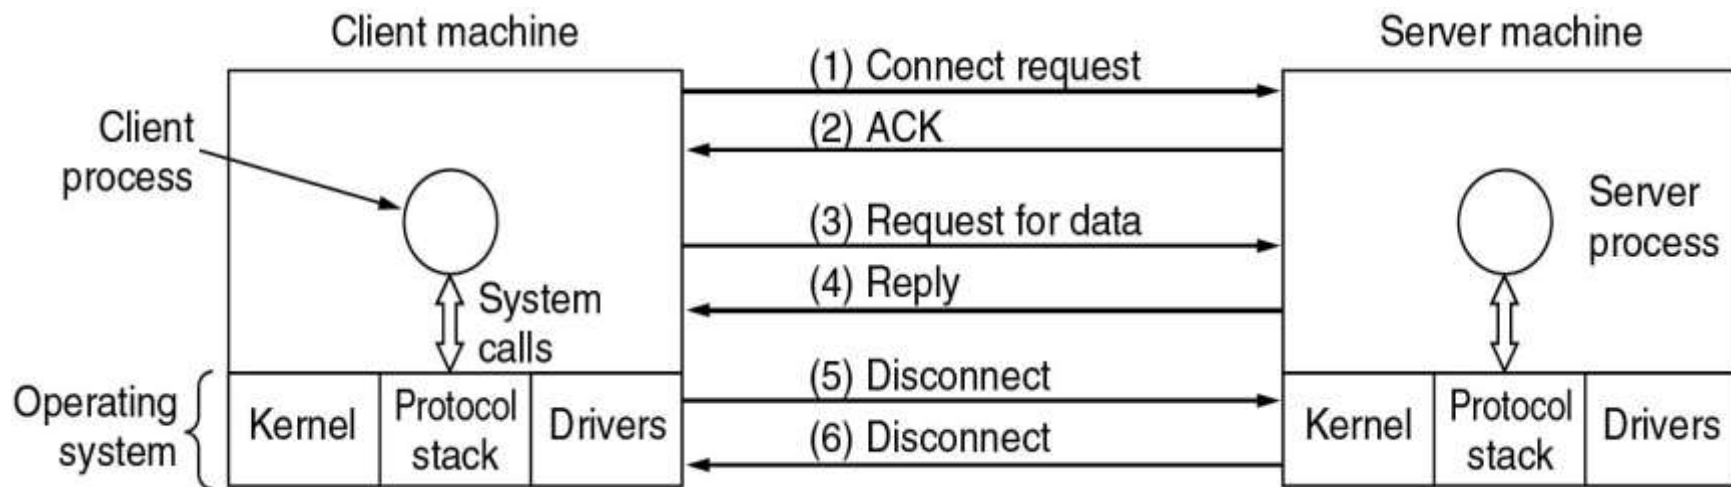 Client machine
Server machine
(1) Connect request
(2) ACK
Client
process
(3) Request for data
Server
process
(4) Reply
System
calls
(5) Disconnect
Operating
system
Kernel
Protocol
stack
Drivers
(6) Disconnect
Kernel
Protocol
stack
Drivers